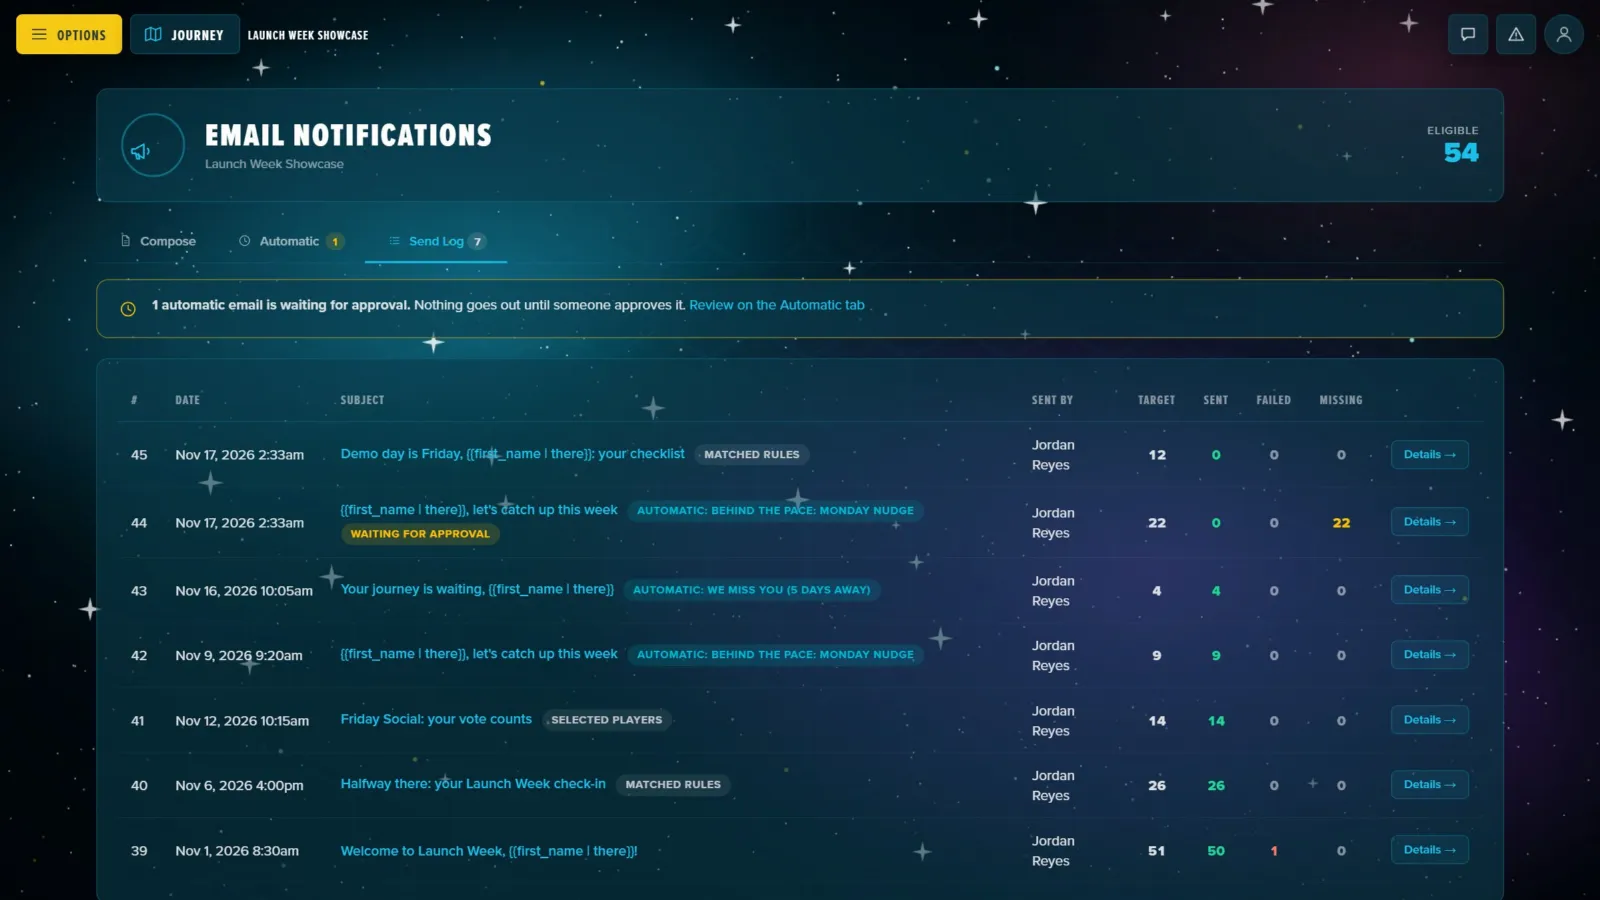 OPTIONS
JOURNEY
LAUNCH WEEK SHOWCASE
EMAIL NOTIFICATIONS
Launch Week Showcase
ELIGIBLE
54
Compose
Automatic 1
Send Log 7
1 automatic email is waiting for approval. Nothing goes out until someone approves it. Review on the Automatic tab
# DATE SUBJECT SENT BY TARGET SENT FAILED MISSING
45 Nov 17, 2026 2:33am Demo day is Friday, {{first_name | there}}: your checklist MATCHED RULES Jordan Reyes 12 0 0 0 Details →
44 Nov 17, 2026 2:33am {{first_name | there}}, let's catch up this week AUTOMATIC: BEHIND THE PACE: MONDAY NUDGE WAITING FOR APPROVAL Jordan Reyes 22 0 0 22 Details →
43 Nov 16, 2026 10:05am Your journey is waiting, {{first_name | there}} AUTOMATIC: WE MISS YOU (5 DAYS AWAY) Jordan Reyes 4 4 0 0 Details →
42 Nov 9, 2026 9:20am {{first_name | there}}, let's catch up this week AUTOMATIC: BEHIND THE PACE: MONDAY NUDGE Jordan Reyes 9 9 0 0 Details →
41 Nov 12, 2026 10:15am Friday Social: your vote counts SELECTED PLAYERS Jordan Reyes 14 14 0 0 Details →
40 Nov 6, 2026 4:00pm Halfway there: your Launch Week check-in MATCHED RULES Jordan Reyes 26 26 0 0 Details →
39 Nov 1, 2026 8:30am Welcome to Launch Week, {{first_name | there}}! Jordan Reyes 51 50 1 0 Details →